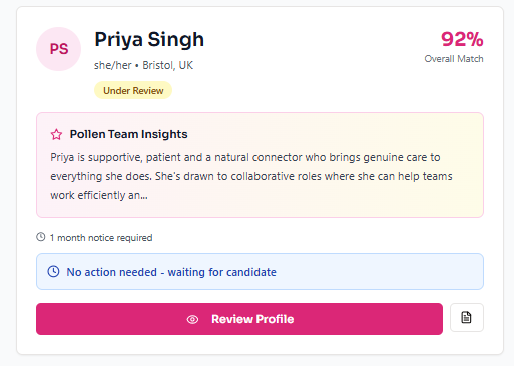 PS
Priya Singh
she/her • Bristol, UK
Under Review
92%
Overall Match
Pollen Team Insights
Priya is supportive, patient and a natural connector who brings genuine care to
everything she does. She's drawn to collaborative roles where she can help teams
work efficiently an...
1 month notice required
No action needed - waiting for candidate
Review Profile